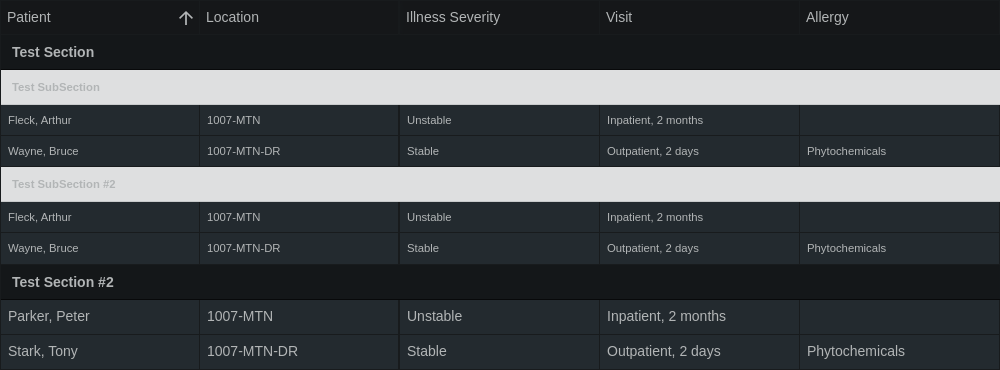 Patient Location Illness Severity Visit Allergy
Test Section
Test SubSection
Fleck, Arthur 1007-MTN Unstable Inpatient, 2 months
Wayne, Bruce 1007-MTN-DR Stable Outpatient, 2 days Phytochemicals
Test SubSection #2
Fleck, Arthur 1007-MTN Unstable Inpatient, 2 months
Wayne, Bruce 1007-MTN-DR Stable Outpatient, 2 days Phytochemicals
Test Section #2
Parker, Peter 1007-MTN Unstable Inpatient, 2 months
Stark, Tony 1007-MTN-DR Stable Outpatient, 2 days Phytochemicals